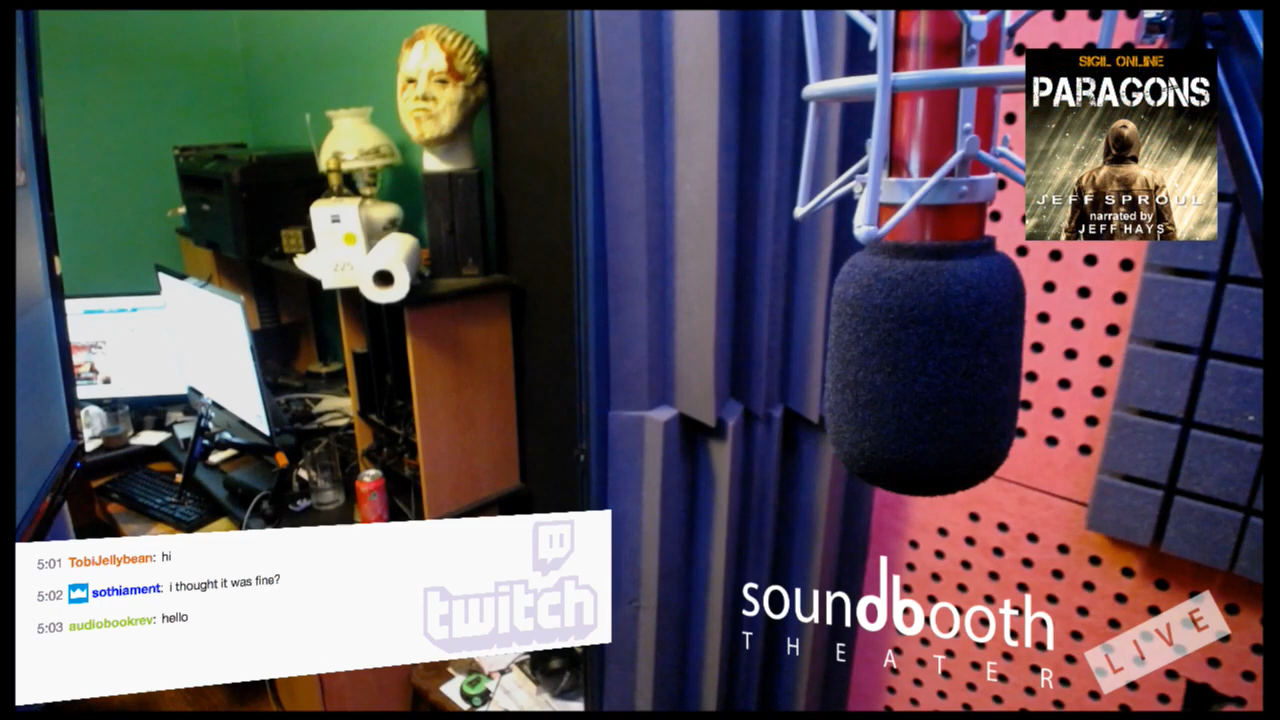 SIGIL ONLINE
PARAGONS
JEFF SPROUL
narrated by
JEFF HAYS
225
5:01 TobiJellybean: hi
5:02 sothiament: i thought it was fine?
5:03 audiobookrev: hello
twitch
soundbooth
THEATER
LIVE